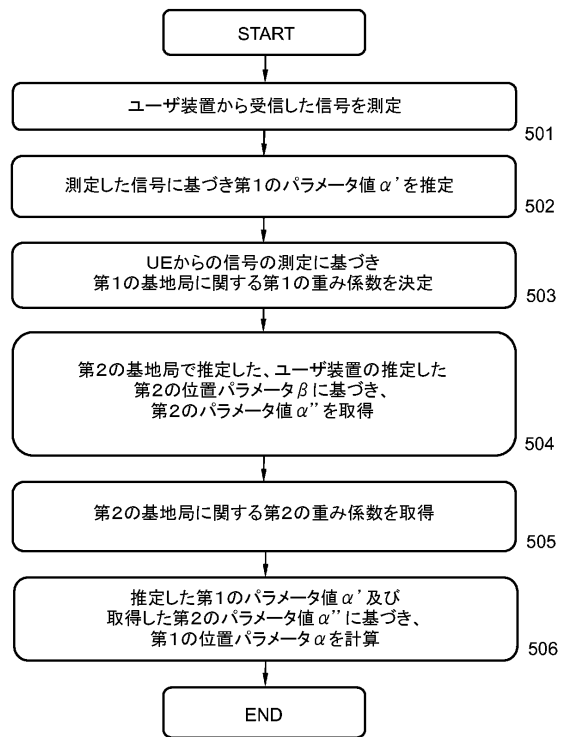 START
ユーザ装置から受信した信号を測定
501
測定した信号に基づき第1のパラメータ値α'を推定
502
UEからの信号の測定に基づき
第1の基地局に関する第1の重み係数を決定
503
第2の基地局で推定した、ユーザ装置の推定した
第2の位置パラメータβに基づき、
第2のパラメータ値α''を取得
504
第2の基地局に関する第2の重み係数を取得
505
推定した第1のパラメータ値α'及び
取得した第2のパラメータ値α''に基づき、
第1の位置パラメータαを計算
506
END